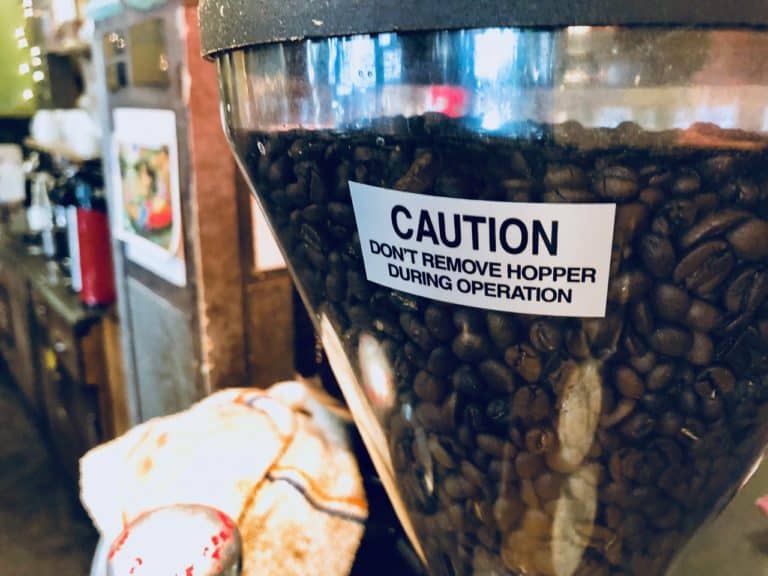 CAUTION
DON'T REMOVE HOPPER
DURING OPERATION